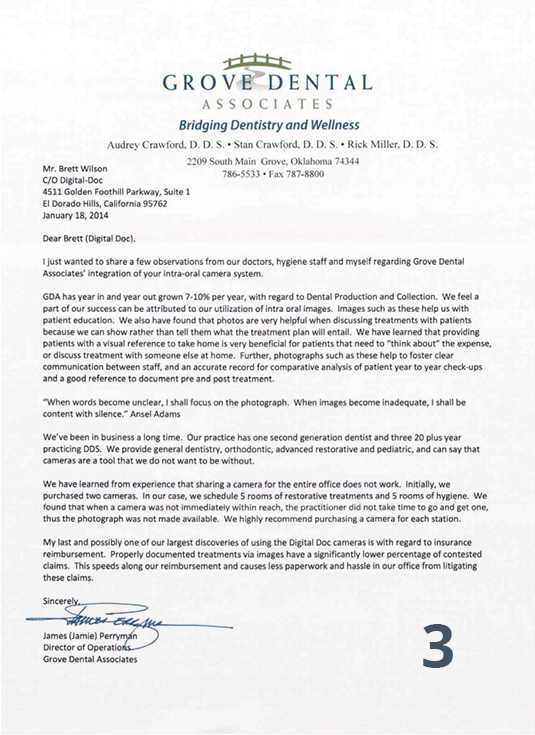 GROVE DENTAL
ASSOCIATES
Bridging Dentistry and Wellness
Audrey Crawford, D. D. S. • Stan Crawford, D. D. S. • Rick Miller, D. D. S.
2209 South Main Grove, Oklahoma 74344
786-5533 • Fax 787-8800
Mr. Brett Wilson
C/O Digital-Doc
4511 Golden Foothill Parkway, Suite 1
El Dorado Hills, California 95762
January 18, 2014
Dear Brett (Digital Doc),
I just wanted to share a few observations from our doctors, hygiene staff and myself regarding Grove Dental
Associates' integration of your intra-oral camera system.
GDA has year in and year out grown 7-10% per year, with regard to Dental Production and Collection. We feel a
part of our success can be attributed to our utilization of intra oral images. Images such as these help us with
patient education. We also have found that photos are very helpful when discussing treatments with patients
because we can show rather than tell them what the treatment plan will entail. We have learned that providing
patients with a visual reference to take home is very beneficial for patients that need to "think about" the expense,
or discuss treatment with someone else at home. Further, photographs such as these help to foster clear
communication between staff, and an accurate record for comparative analysis of patient year to year check-ups
and a good reference to document pre and post treatment.
"When words become unclear, I shall focus on the photograph. When images become inadequate, I shall be
content with silence." Ansel Adams
We've been in business a long time. Our practice has one second generation dentist and three 20 plus year
practicing DDS. We provide general dentistry, orthodontic, advanced restorative and pediatric, and can say that
cameras are a tool that we do not want to be without.
We have learned from experience that sharing a camera for the entire office does not work. Initially, we
purchased two cameras. In our case, we schedule 5 rooms of restorative treatments and 5 rooms of hygiene. We
found that when a camera was not immediately within reach, the practitioner did not take time to go and get one,
thus the photograph was not made available. We highly recommend purchasing a camera for each station.
My last and possibly one of our largest discoveries of using the Digital Doc cameras is with regard to insurance
reimbursement. Properly documented treatments via images have a significantly lower percentage of contested
claims. This speeds along our reimbursement and causes less paperwork and hassle in our office from litigating
these claims.
Sincerely,
James Perryman
James (Jamie) Perryman
Director of Operations
Grove Dental Associates
3